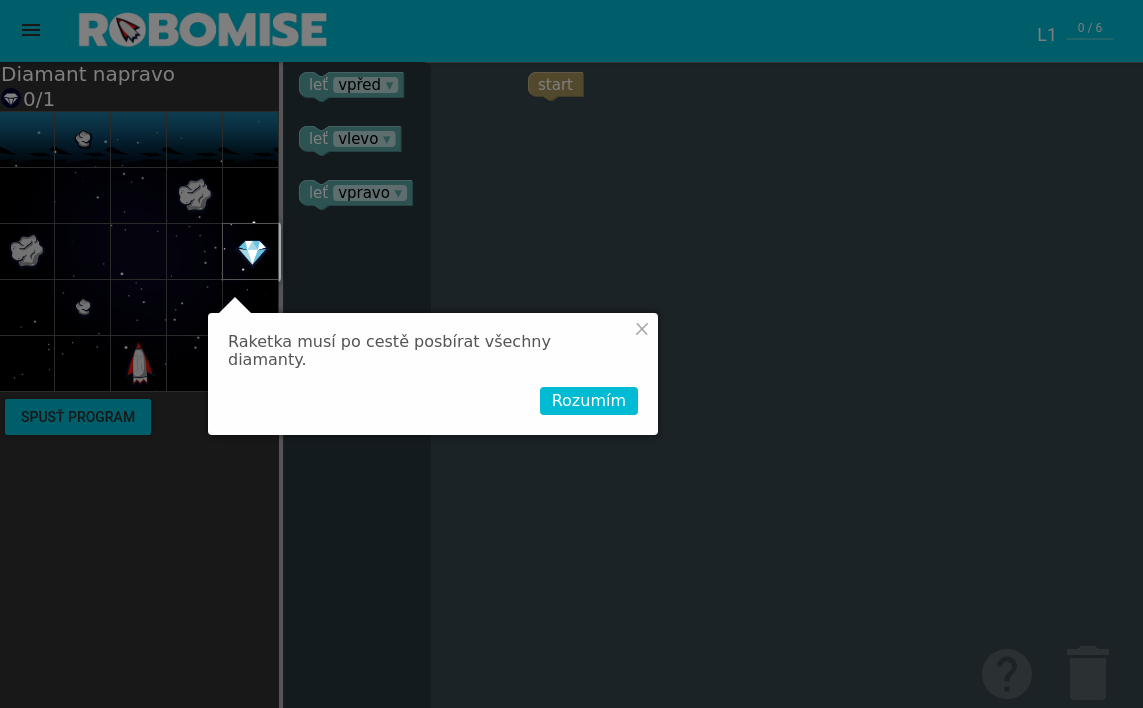 ROBOMISE
L1 0 / 6
Diamant napravo
0/1
leť vpřed ▾
leť vlevo ▾
leť vpravo ▾
start
Raketka musí po cestě posbírat všechny
diamanty.
Rozumím
SPUSŤ PROGRAM
?